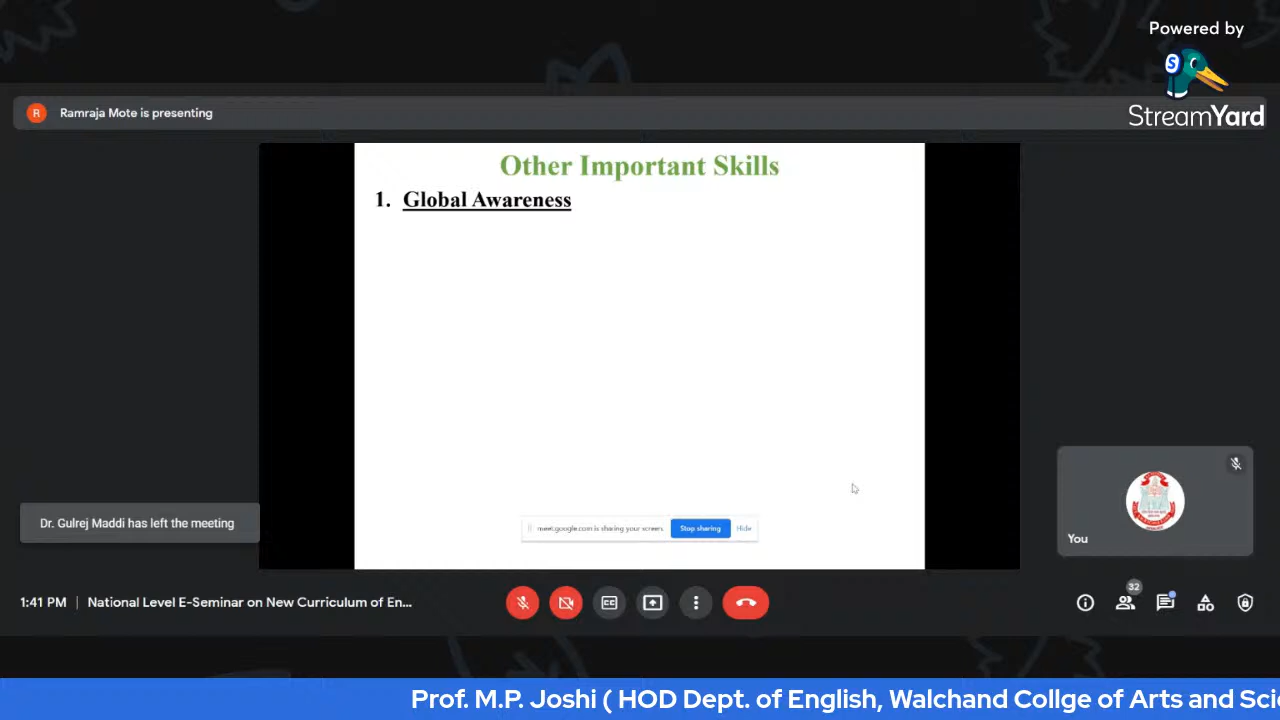 Powered by
StreamYard
R
Ramraja Mote is presenting
Other Important Skills
1. Global Awareness
Dr. Gulrej Maddi has left the meeting
meet.google.com is sharing your screen.
Stop sharing
Hide
You
1:41 PM | National Level E-Seminar on New Curriculum of En...
32
Prof. M.P. Joshi ( HOD Dept. of English, Walchand Collge of Arts and Sci